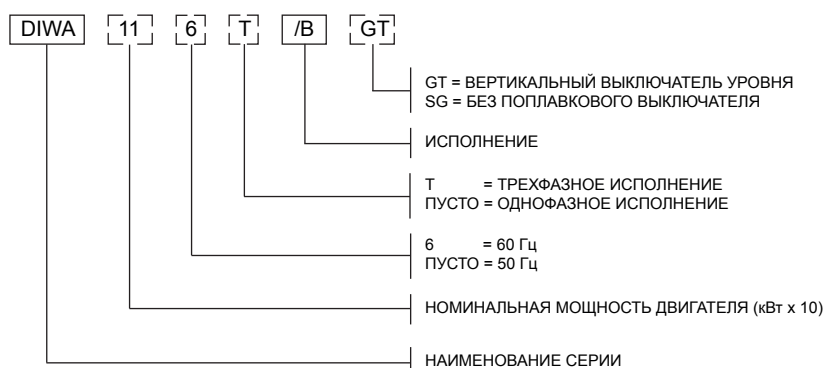 DIWA 11 6 T /B GT
GT = ВЕРТИКАЛЬНЫЙ ВЫКЛЮЧАТЕЛЬ УРОВНЯ
SG = БЕЗ ПОПЛАВКОВОГО ВЫКЛЮЧАТЕЛЯ
ИСПОЛНЕНИЕ
Т = ТРЕХФАЗНОЕ ИСПОЛНЕНИЕ
ПУСТО = ОДНОФАЗНОЕ ИСПОЛНЕНИЕ
6 = 60 Гц
ПУСТО = 50 Гц
НОМИНАЛЬНАЯ МОЩНОСТЬ ДВИГАТЕЛЯ (кВт x 10)
НАИМЕНОВАНИЕ СЕРИИ